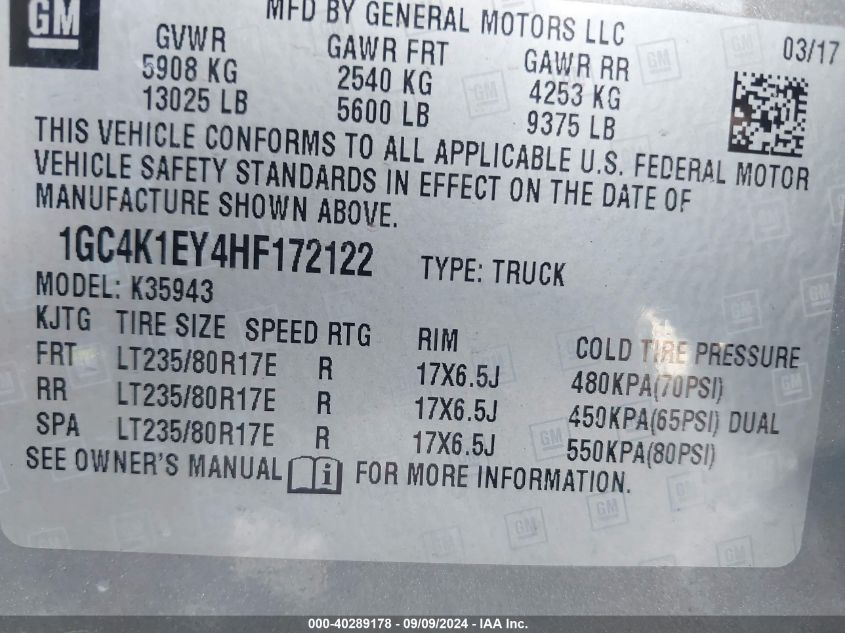 GM
MFD BY GENERAL MOTORS LLC
03/17
GVWR GAWR FRT GAWR RR
5908 KG 2540 KG 4253 KG
13025 LB 5600 LB 9375 LB
THIS VEHICLE CONFORMS TO ALL APPLICABLE U.S. FEDERAL MOTOR
VEHICLE SAFETY STANDARDS IN EFFECT ON THE DATE OF
MANUFACTURE SHOWN ABOVE.
1GC4K1EY4HF172122 TYPE: TRUCK
MODEL: K35943
KJTG TIRE SIZE SPEED RTG RIM COLD TIRE PRESSURE
FRT LT235/80R17E R 17X6.5J 480KPA(70PSI)
RR LT235/80R17E R 17X6.5J 450KPA(65PSI) DUAL
SPA LT235/80R17E R 17X6.5J 550KPA(80PSI)
SEE OWNER'S MANUAL i FOR MORE INFORMATION.
000-40289178 - 09/09/2024 - IAA Inc.